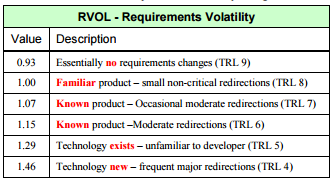 RVOL - Requirements Volatility
Value Description
0.93 Essentially no requirements changes (TRL 9)
1.00 Familiar product – small non-critical redirections (TRL 8)
1.07 Known product – Occasional moderate redirections (TRL 7)
1.15 Known product –Moderate redirections (TRL 6)
1.29 Technology exists – unfamiliar to developer (TRL 5)
1.46 Technology new – frequent major redirections (TRL 4)